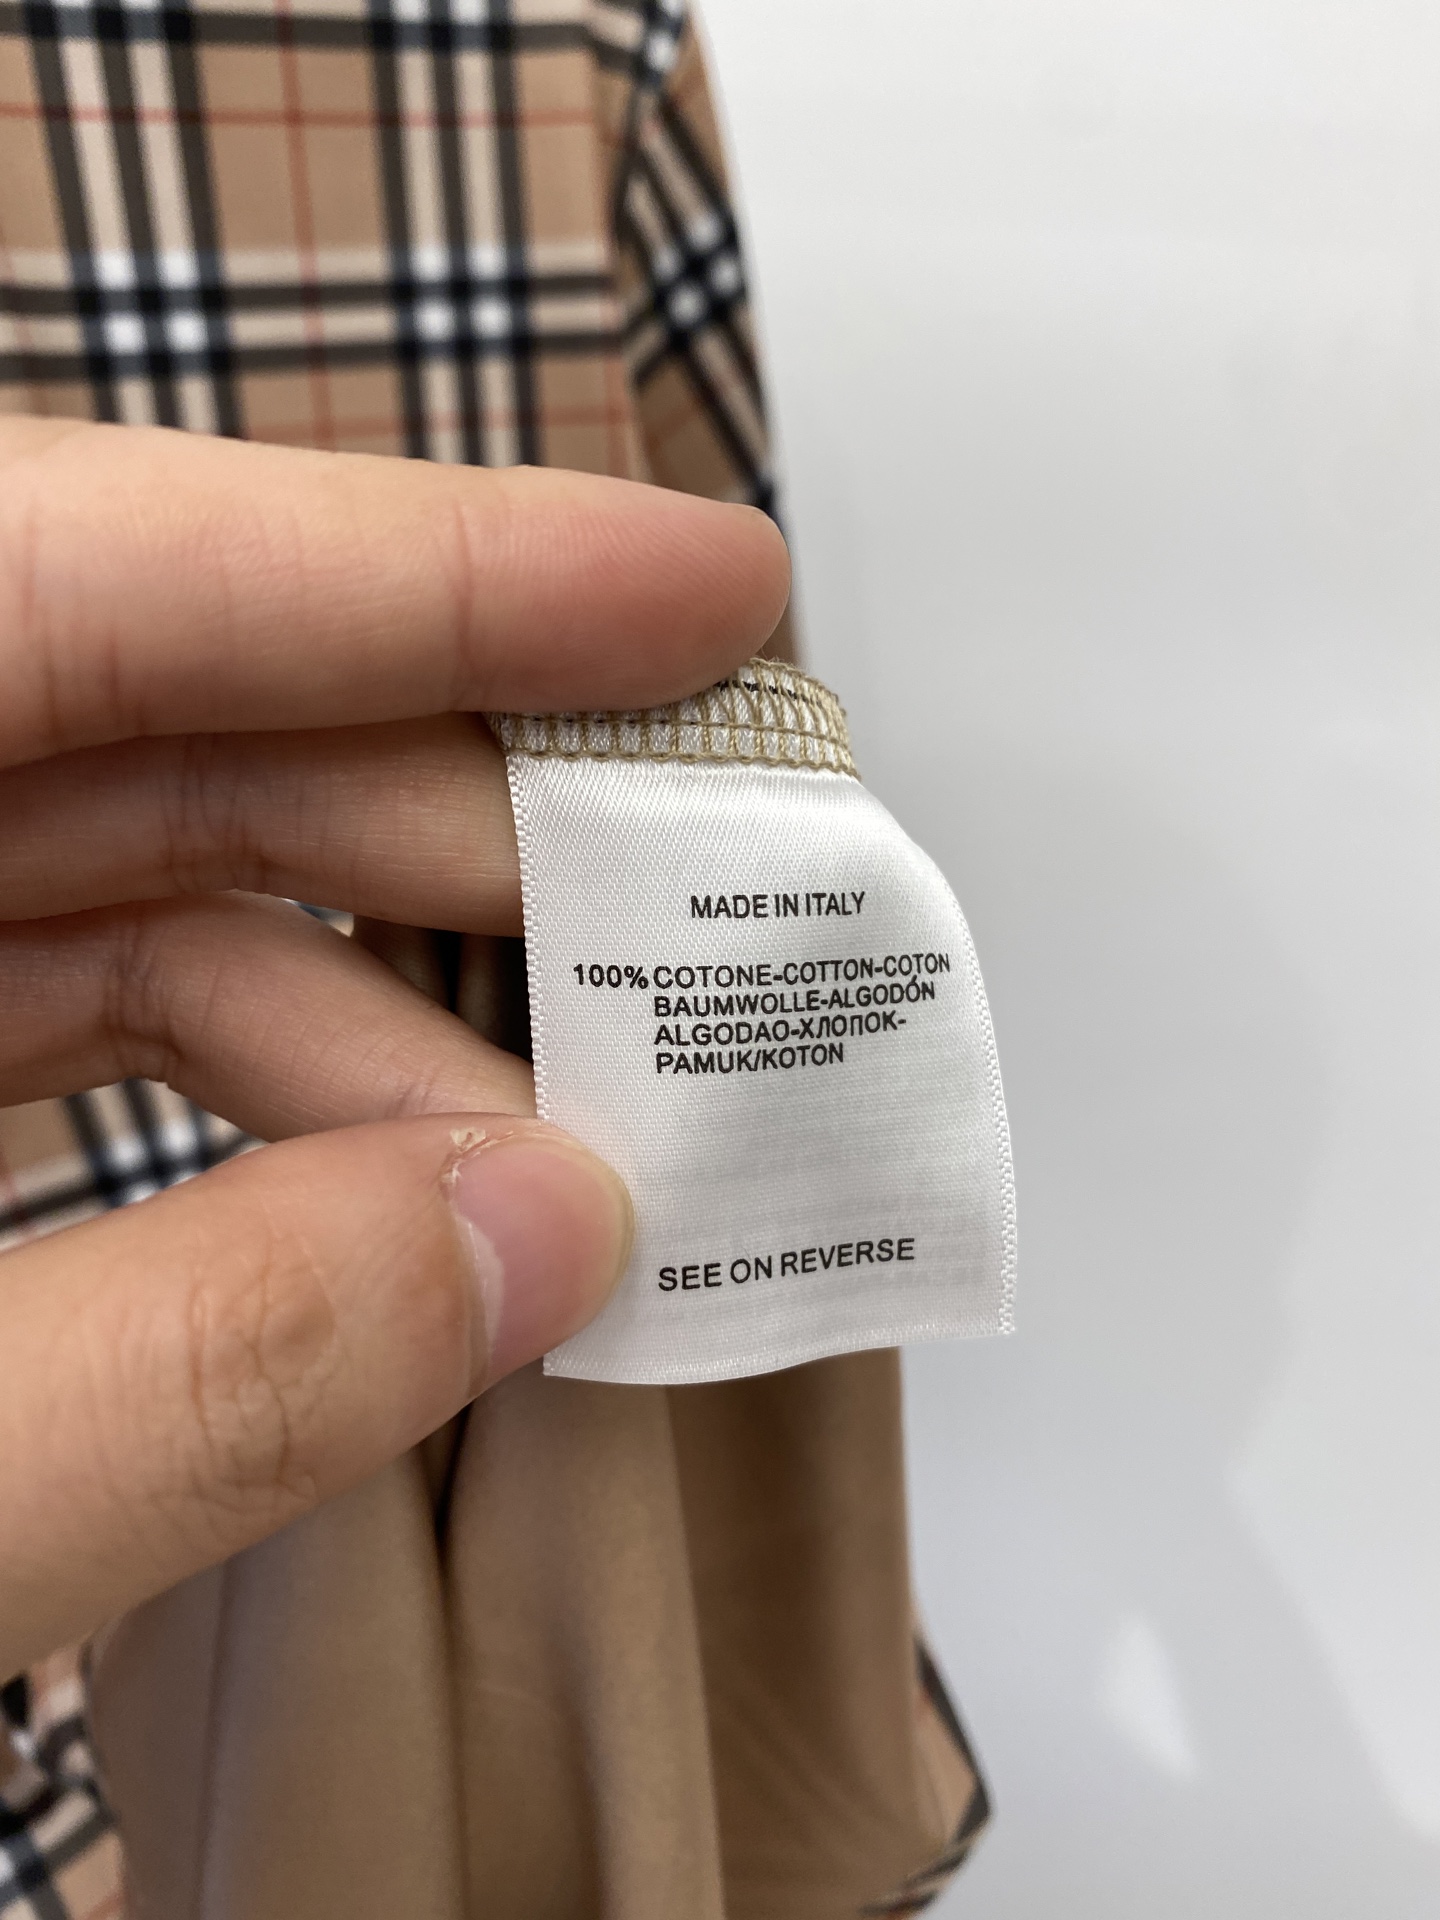 MADE IN ITALY
100% COTONE-COTTON-COTON
BAUMWOLLE-ALGODÓN
ALGODAO-ХЛОПОК-
PAMUK/KOTON
SEE ON REVERSE